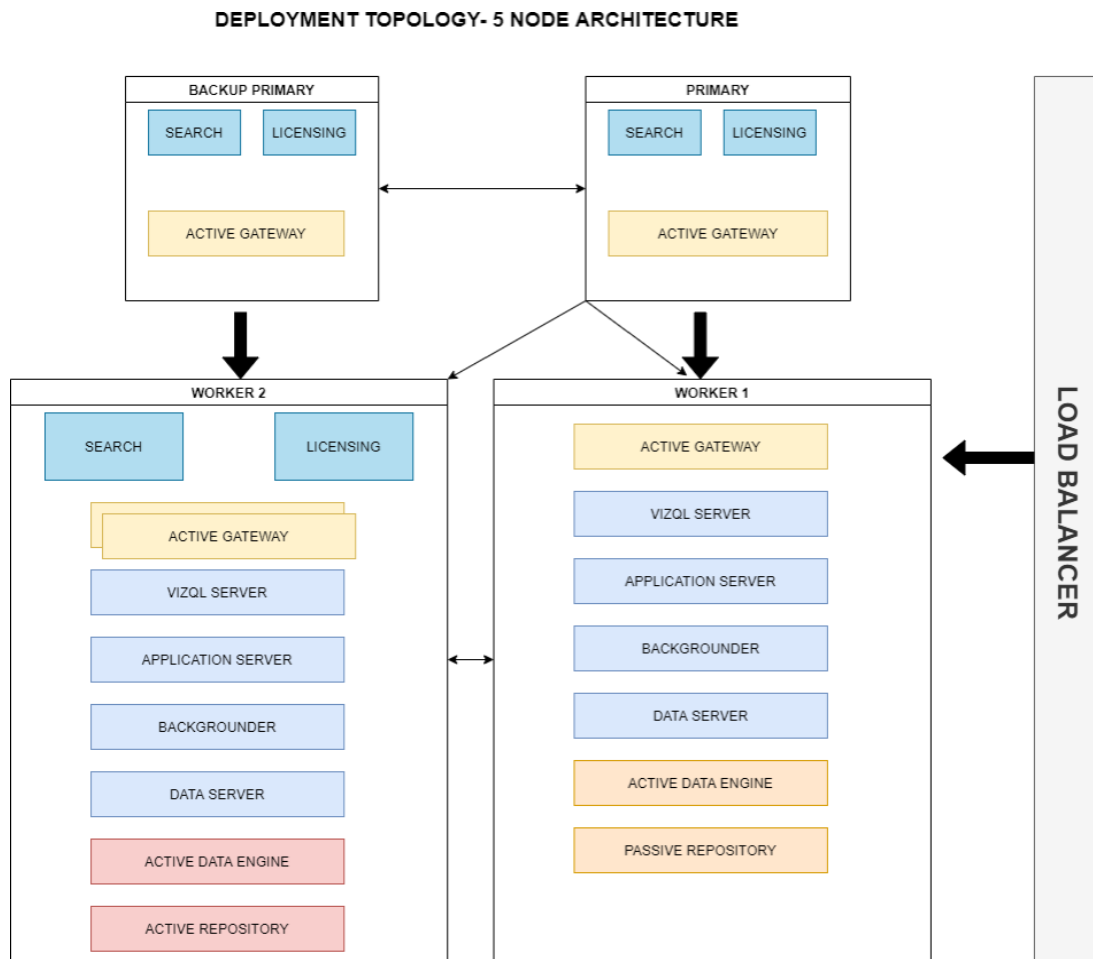 DEPLOYMENT TOPOLOGY- 5 NODE ARCHITECTURE
BACKUP PRIMARY
SEARCH
LICENSING
ACTIVE GATEWAY
PRIMARY
SEARCH
LICENSING
ACTIVE GATEWAY
WORKER 2
SEARCH
LICENSING
ACTIVE GATEWAY
VIZQL SERVER
APPLICATION SERVER
BACKGROUNDER
DATA SERVER
ACTIVE DATA ENGINE
ACTIVE REPOSITORY
WORKER 1
ACTIVE GATEWAY
VIZQL SERVER
APPLICATION SERVER
BACKGROUNDER
DATA SERVER
ACTIVE DATA ENGINE
PASSIVE REPOSITORY
LOAD BALANCER